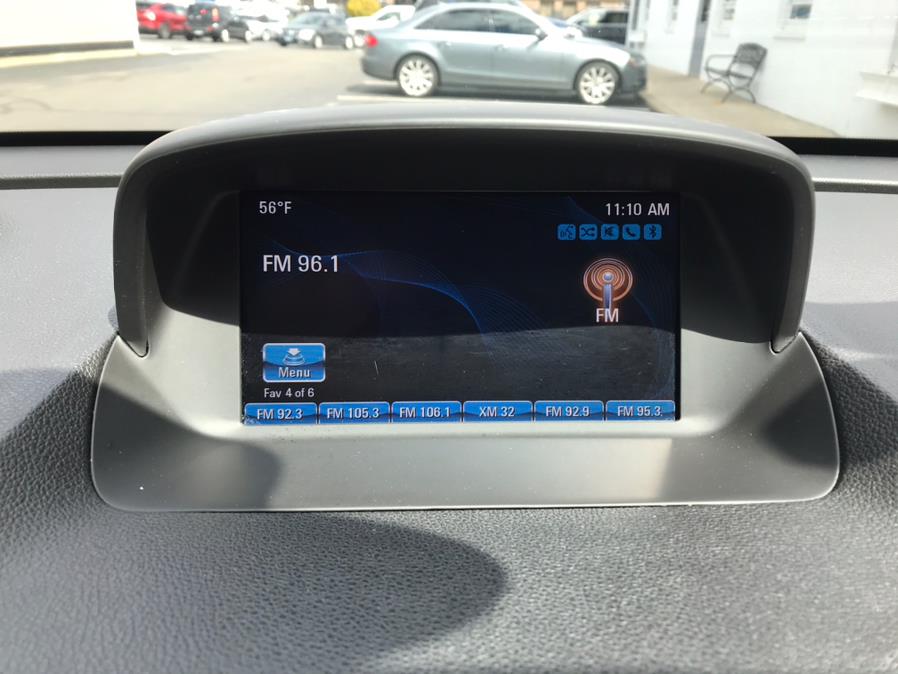 56°F
11:10 AM
FM 96.1
FM
Menu
Fav 4 of 6
FM 92.3 FM 105.3 FM 106.1 XM 32 FM 92.9 FM 95.3